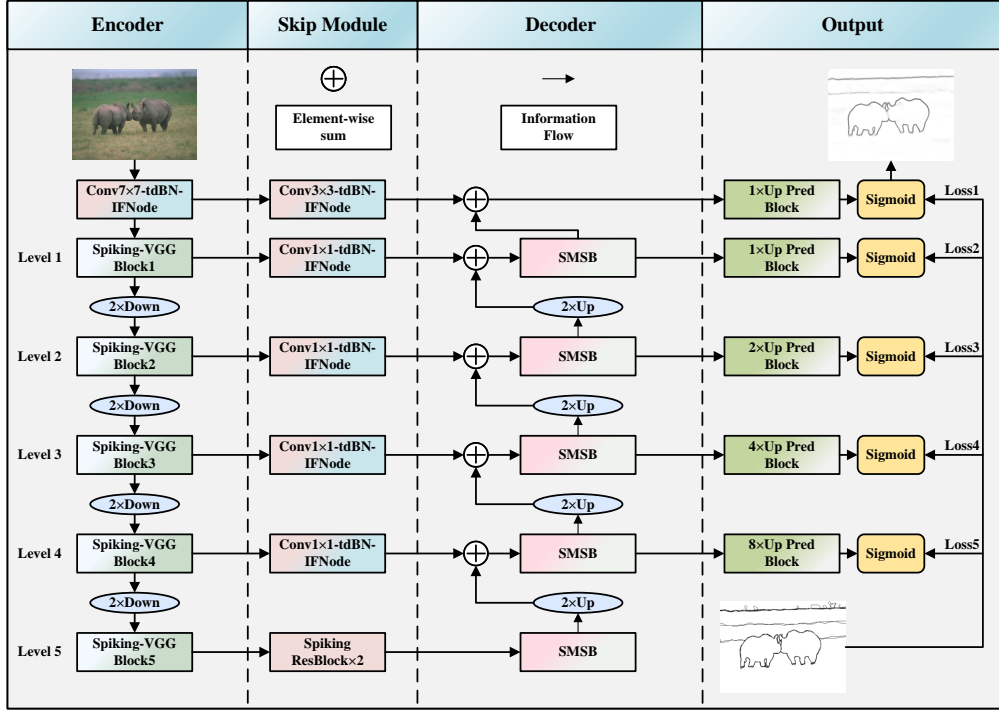 Encoder
Skip Module
Decoder
Output
Element-wise
sum
Information
Flow
Conv7×7-tdBN-
IFNode
Conv3×3-tdBN-
IFNode
1×Up Pred
Block
Sigmoid
Loss1
Level 1
Spiking-VGG
Block1
Conv1×1-tdBN-
IFNode
SMSB
1×Up Pred
Block
Sigmoid
Loss2
2×Down
2×Up
Level 2
Spiking-VGG
Block2
Conv1×1-tdBN-
IFNode
SMSB
2×Up Pred
Block
Sigmoid
Loss3
2×Down
2×Up
Level 3
Spiking-VGG
Block3
Conv1×1-tdBN-
IFNode
SMSB
4×Up Pred
Block
Sigmoid
Loss4
2×Down
2×Up
Level 4
Spiking-VGG
Block4
Conv1×1-tdBN-
IFNode
SMSB
8×Up Pred
Block
Sigmoid
Loss5
2×Down
2×Up
Level 5
Spiking-VGG
Block5
Spiking
ResBlock×2
SMSB